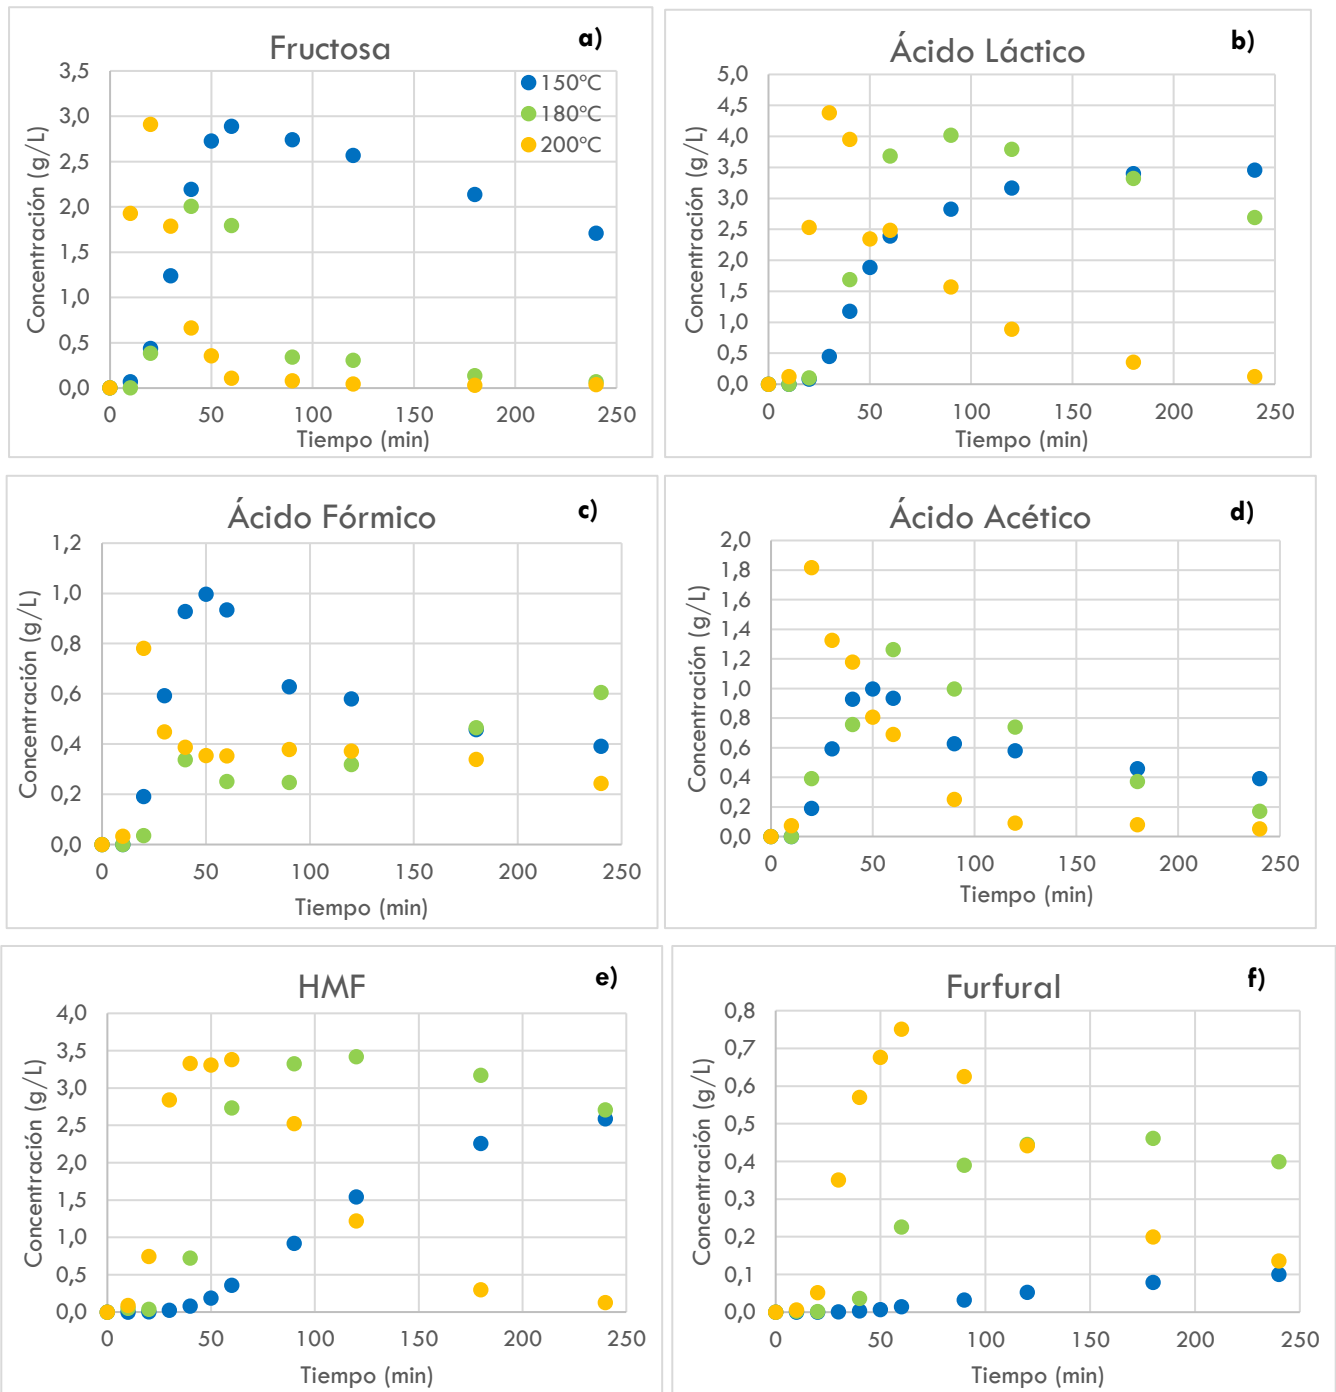 Fructosa
a)
3,5
3,0
2,5
2,0
1,5
1,0
0,5
0,0
0 50 100 150 200 250
Concentración (g/L)
Tiempo (min)
150°C
180°C
200°C
Ácido Láctico
b)
5,0
4,5
4,0
3,5
3,0
2,5
2,0
1,5
1,0
0,5
0,0
0 50 100 150 200 250
Concentración (g/L)
Tiempo (min)
Ácido Fórmico
c)
1,2
1,0
0,8
0,6
0,4
0,2
0,0
0 50 100 150 200 250
Concentración (g/L)
Tiempo (min)
Ácido Acético
d)
2,0
1,8
1,6
1,4
1,2
1,0
0,8
0,6
0,4
0,2
0,0
0 50 100 150 200 250
Concentración (g/L)
Tiempo (min)
HMF
e)
4,0
3,5
3,0
2,5
2,0
1,5
1,0
0,5
0,0
0 50 100 150 200 250
Concentración (g/L)
Tiempo (min)
Furfural
f)
0,8
0,7
0,6
0,5
0,4
0,3
0,2
0,1
0,0
0 50 100 150 200 250
Concentración (g/L)
Tiempo (min)